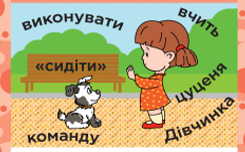 виконувати
вчить
«сидіти»
цуценя
команду
Дівчинка